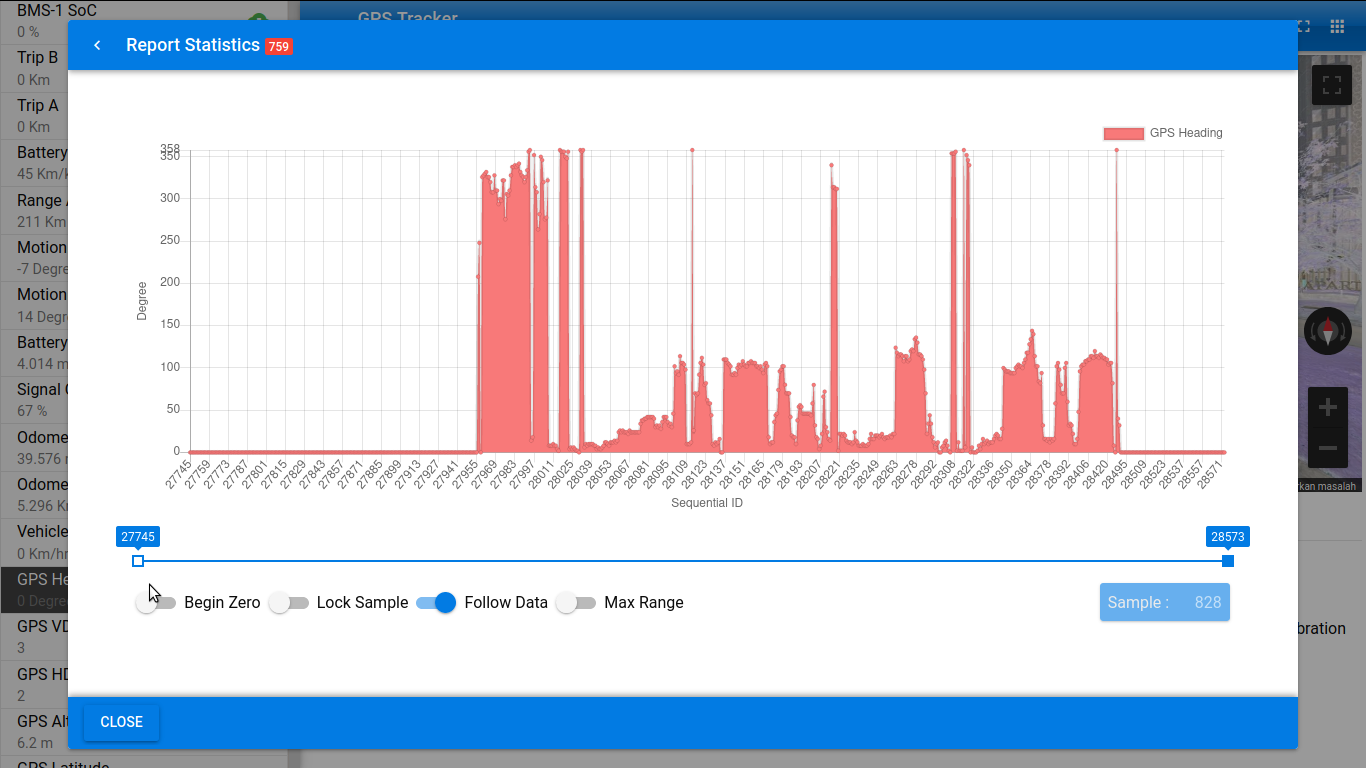 BMS-1 SoC
0 %
Trip B
0 Km
Trip A
0 Km
Battery
45 Km/
Range
211 Km
Motion
-7 Degre
Motion
14 Degr
Battery
4.014 m
Signal
67 %
Odome
39.576
Odome
5.296 K
Vehicle
0 Km/hr
GPS He
0 Degre
GPS VD
3
GPS HD
2
GPS Alt
6.2 m
GPS Latitude
GPS Tracker
Report Statistics 759
GPS Heading
358
350
300
250
200
150
100
50
0
Degree
27745 27759 27773 27787 27801 27815 27829 27843 27857 27871 27885 27899 27913 27927 27941 27955 27969 27983 27997 28011 28025 28039 28053 28067 28081 28095 28109 28123 28137 28151 28165 28179 28193 28207 28221 28235 28249 28263 28278 28292 28308 28322 28336 28350 28364 28378 28392 28406 28420 28495 28509 28523 28537 28557 28571
Sequential ID
27745 28573
Begin Zero Lock Sample Follow Data Max Range
Sample : 828
CLOSE
APART
rkan masalah
bration